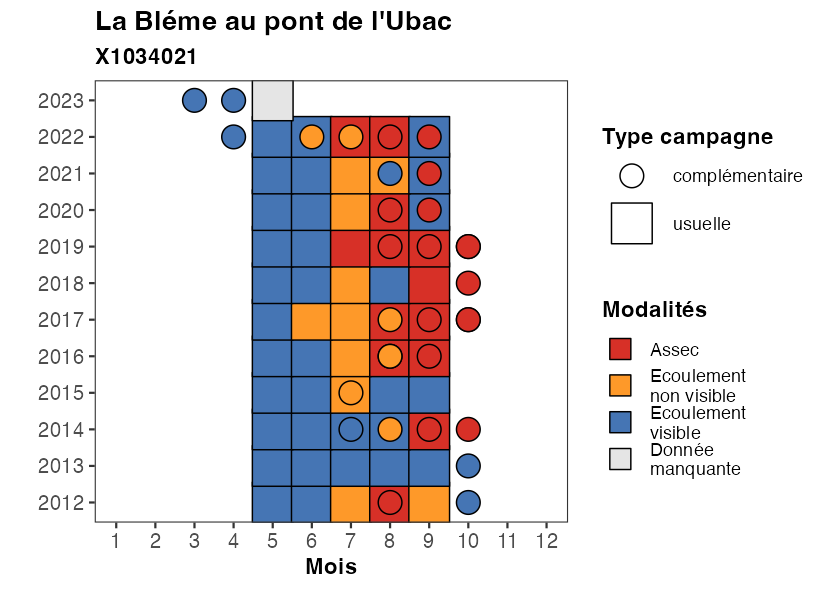 La Bléme au pont de l'Ubac
X1034021
2023
2022
2021
2020
2019
2018
2017
2016
2015
2014
2013
2012
1 2 3 4 5 6 7 8 9 10 11 12
Mois
Type campagne
complémentaire
usuelle
Modalités
Assec
Ecoulement
non visible
Ecoulement
visible
Donnée
manquante